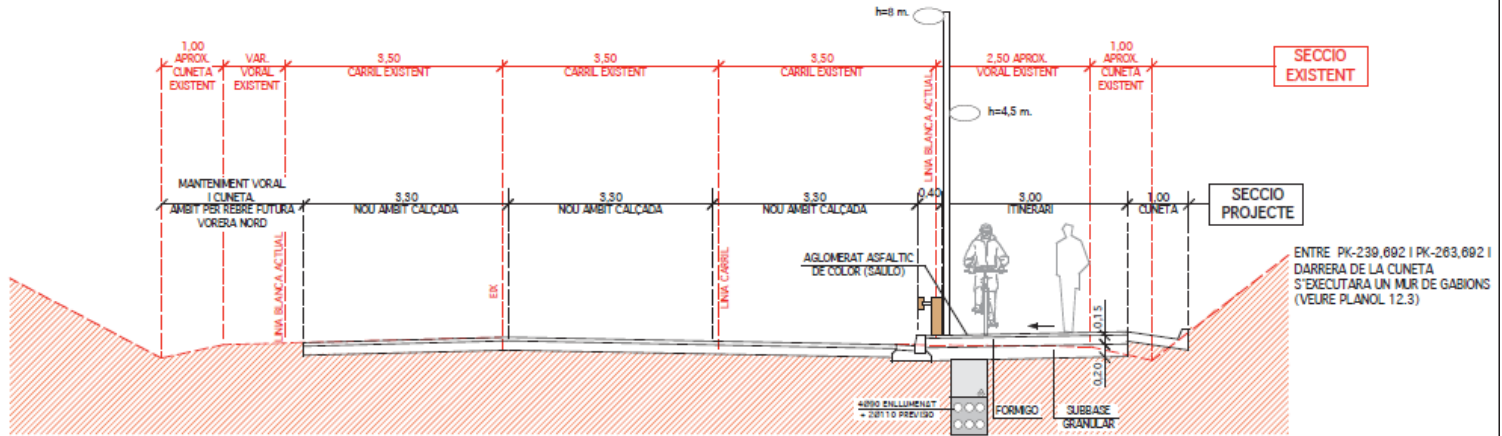 h=8 m.
1,00
APROX.
CUNETA
EXISTENT
VAR.
VORAL
EXISTENT
3,50
CARRIL EXISTENT
3,50
CARRIL EXISTENT
3,50
CARRIL EXISTENT
2,50 APROX.
VORAL EXISTENT
1,00
APROX.
CUNETA
EXISTENT
SECCIO
EXISTENT
LINIA BLANCA ACTUAL
h=4,5 m.
MANTENIMENT VORAL
I CUNETA.
AMBIT PER REBRE FUTURA
VORERA NORD
3,30
NOU AMBIT CALÇADA
3,30
NOU AMBIT CALÇADA
3,30
NOU AMBIT CALÇADA
0,40
3,00
ITINERARI
1,00
CUNETA
SECCIO
PROJECTE
LINIA BLANCA ACTUAL
EIX
LINIA CARRIL
AGLOMERAT ASFALTIC
DE COLOR (SAULO)
ENTRE PK-239,692 I PK-263,692 I
DARRERA DE LA CUNETA
S'EXECUTARA UN MUR DE GABIONS
(VEURE PLANOL 12.3)
0,15
0,20
4Ø90 ENLLUMENAT
+ 2Ø110 PREVISIO
FORMIGO
SUBBASE
GRANULAR